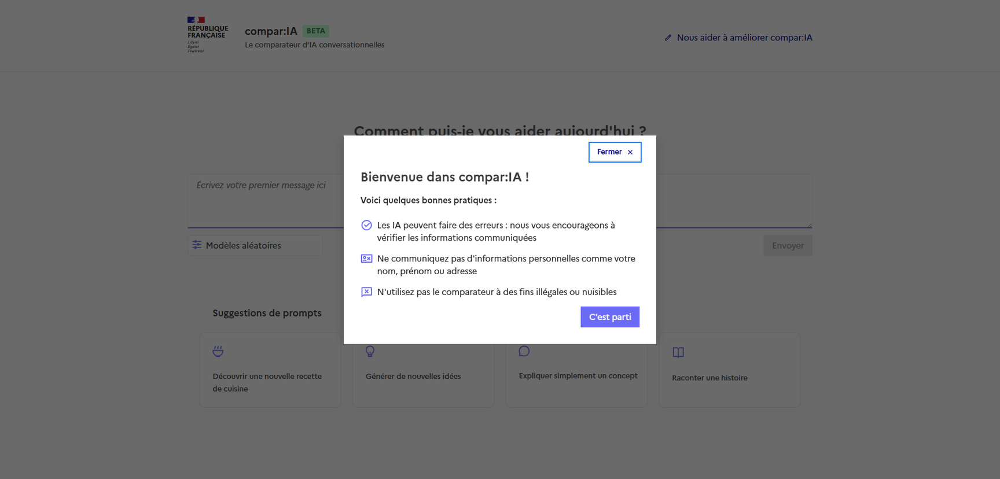 RÉPUBLIQUE
FRANÇAISE
Liberté
Égalité
Fraternité
compar:IA BETA
Le comparateur d'IA conversationnelles
Nous aider à améliorer compar:IA
Comment puis-je vous aider aujourd'hui ?
Fermer
Bienvenue dans compar:IA !
Écrivez votre premier message ici
Voici quelques bonnes pratiques :
Les IA peuvent faire des erreurs : nous vous encourageons à
vérifier les informations communiquées
Modèles aléatoires
Envoyer
Ne communiquez pas d'informations personnelles comme votre
nom, prénom ou adresse
N'utilisez pas le comparateur à des fins illégales ou nuisibles
C'est parti
Suggestions de prompts
Découvrir une nouvelle recette
de cuisine
Générer de nouvelles idées
Expliquer simplement un concept
Raconter une histoire